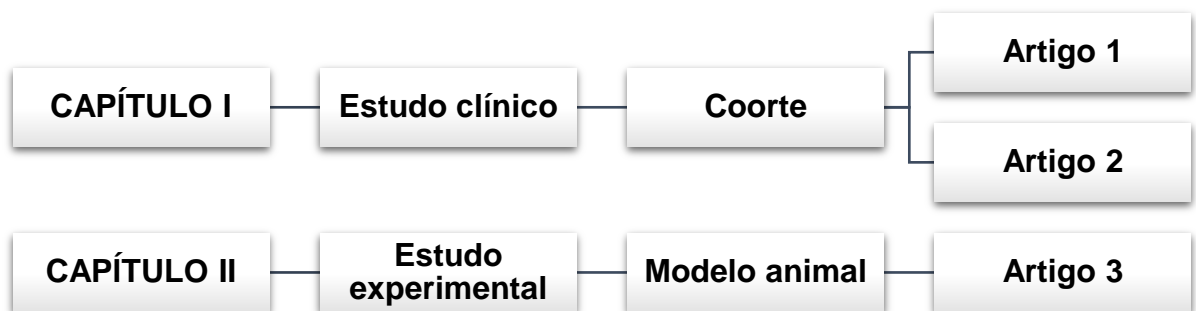 Artigo 1
CAPÍTULO I
Estudo clínico
Coorte
Artigo 2
CAPÍTULO II
Estudo
experimental
Modelo animal
Artigo 3